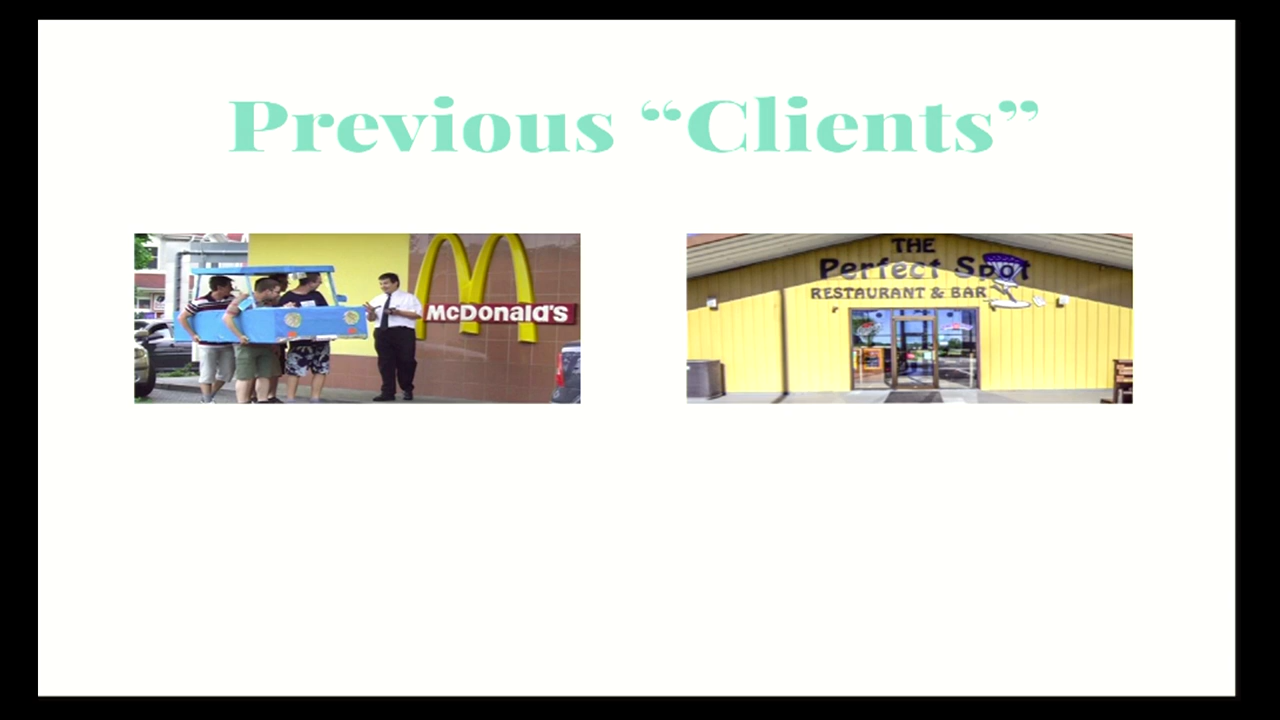 Previous “Clients”
McDonald's
THE
Perfect Spot
RESTAURANT & BAR